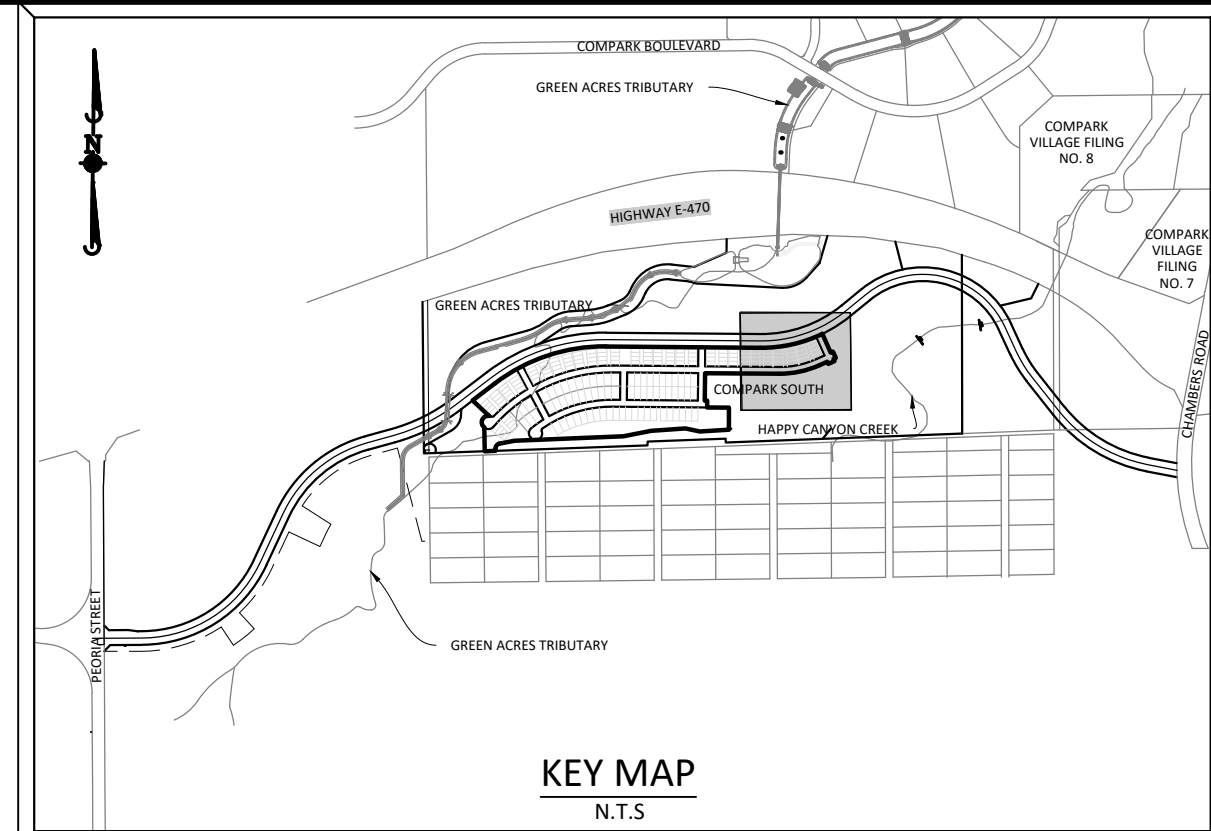 COMPARK BOULEVARD
GREEN ACRES TRIBUTARY
N
COMPARK
VILLAGE FILING
NO. 8
HIGHWAY E-470
COMPARK
VILLAGE
FILING
NO. 7
GREEN ACRES TRIBUTARY
CHAMBERS ROAD
COMPARK SOUTH
HAPPY CANYON CREEK
PEORIA STREET
GREEN ACRES TRIBUTARY
KEY MAP
N.T.S